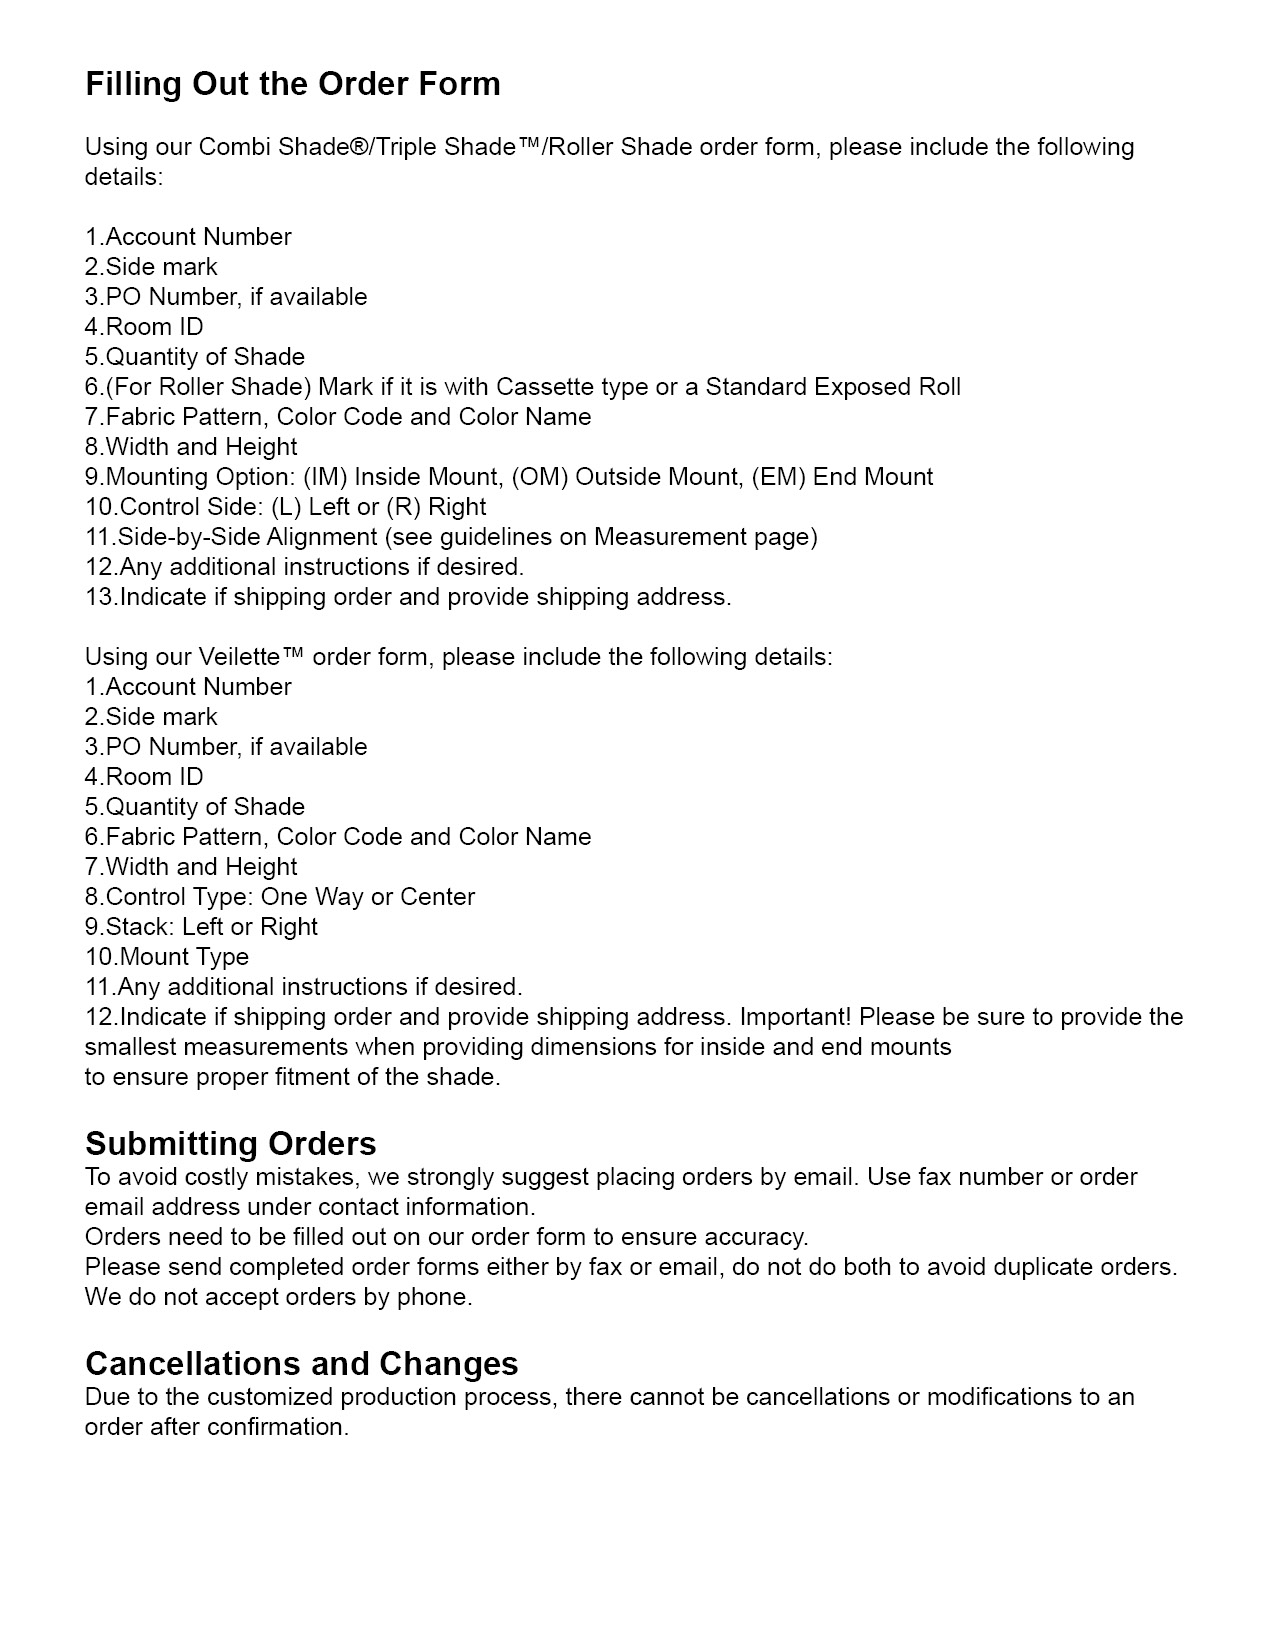 Filling Out the Order Form
Using our Combi Shade®/Triple Shade™/Roller Shade order form, please include the following
details:
1.Account Number
2.Side mark
3.PO Number, if available
4.Room ID
5.Quantity of Shade
6.(For Roller Shade) Mark if it is with Cassette type or a Standard Exposed Roll
7.Fabric Pattern, Color Code and Color Name
8.Width and Height
9.Mounting Option: (IM) Inside Mount, (OM) Outside Mount, (EM) End Mount
10.Control Side: (L) Left or (R) Right
11.Side-by-Side Alignment (see guidelines on Measurement page)
12.Any additional instructions if desired.
13.Indicate if shipping order and provide shipping address.
Using our Veilette™ order form, please include the following details:
1.Account Number
2.Side mark
3.PO Number, if available
4.Room ID
5.Quantity of Shade
6.Fabric Pattern, Color Code and Color Name
7.Width and Height
8.Control Type: One Way or Center
9.Stack: Left or Right
10.Mount Type
11.Any additional instructions if desired.
12.Indicate if shipping order and provide shipping address. Important! Please be sure to provide the
smallest measurements when providing dimensions for inside and end mounts
to ensure proper fitment of the shade.
Submitting Orders
To avoid costly mistakes, we strongly suggest placing orders by email. Use fax number or order
email address under contact information.
Orders need to be filled out on our order form to ensure accuracy.
Please send completed order forms either by fax or email, do not do both to avoid duplicate orders.
We do not accept orders by phone.
Cancellations and Changes
Due to the customized production process, there cannot be cancellations or modifications to an
order after confirmation.